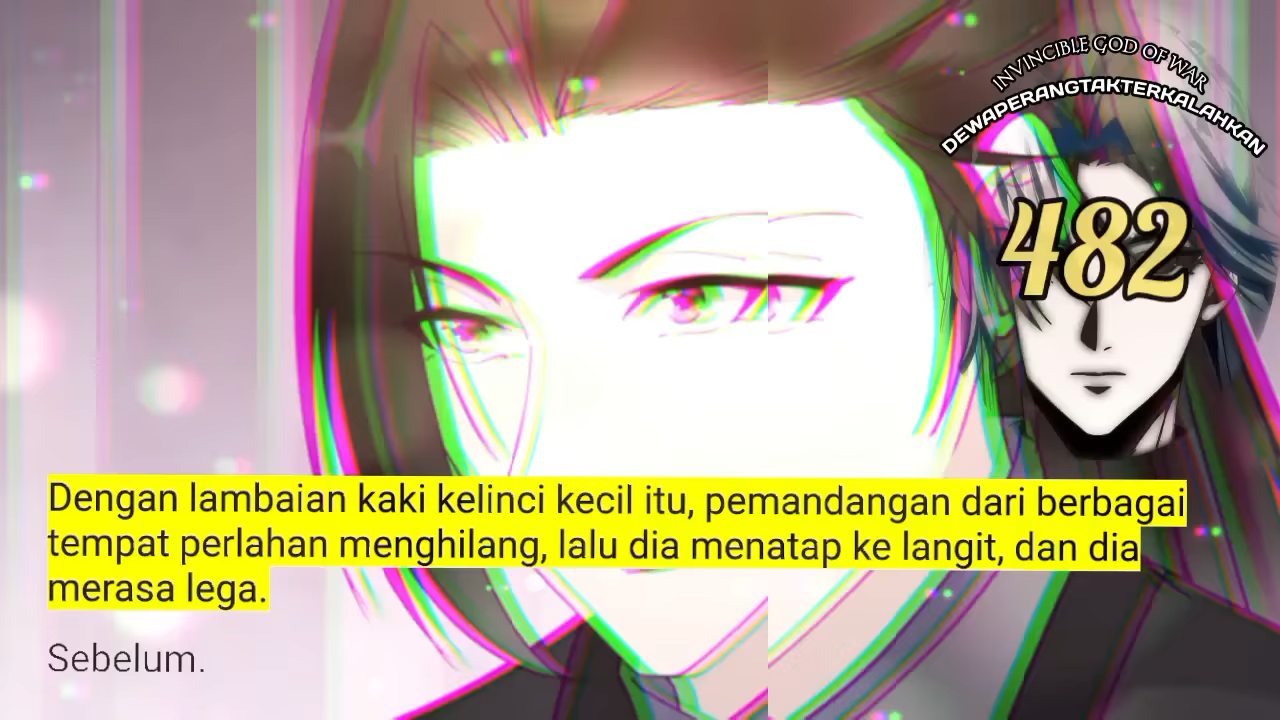 INVINCIBLE GOD OF WAR
DEWAPERANGTAKTERKALAHKAN
482
Dengan lambaian kaki kelinci kecil itu, pemandangan dari berbagai
tempat perlahan menghilang, lalu dia menatap ke langit, dan dia
merasa lega.
Sebelum.